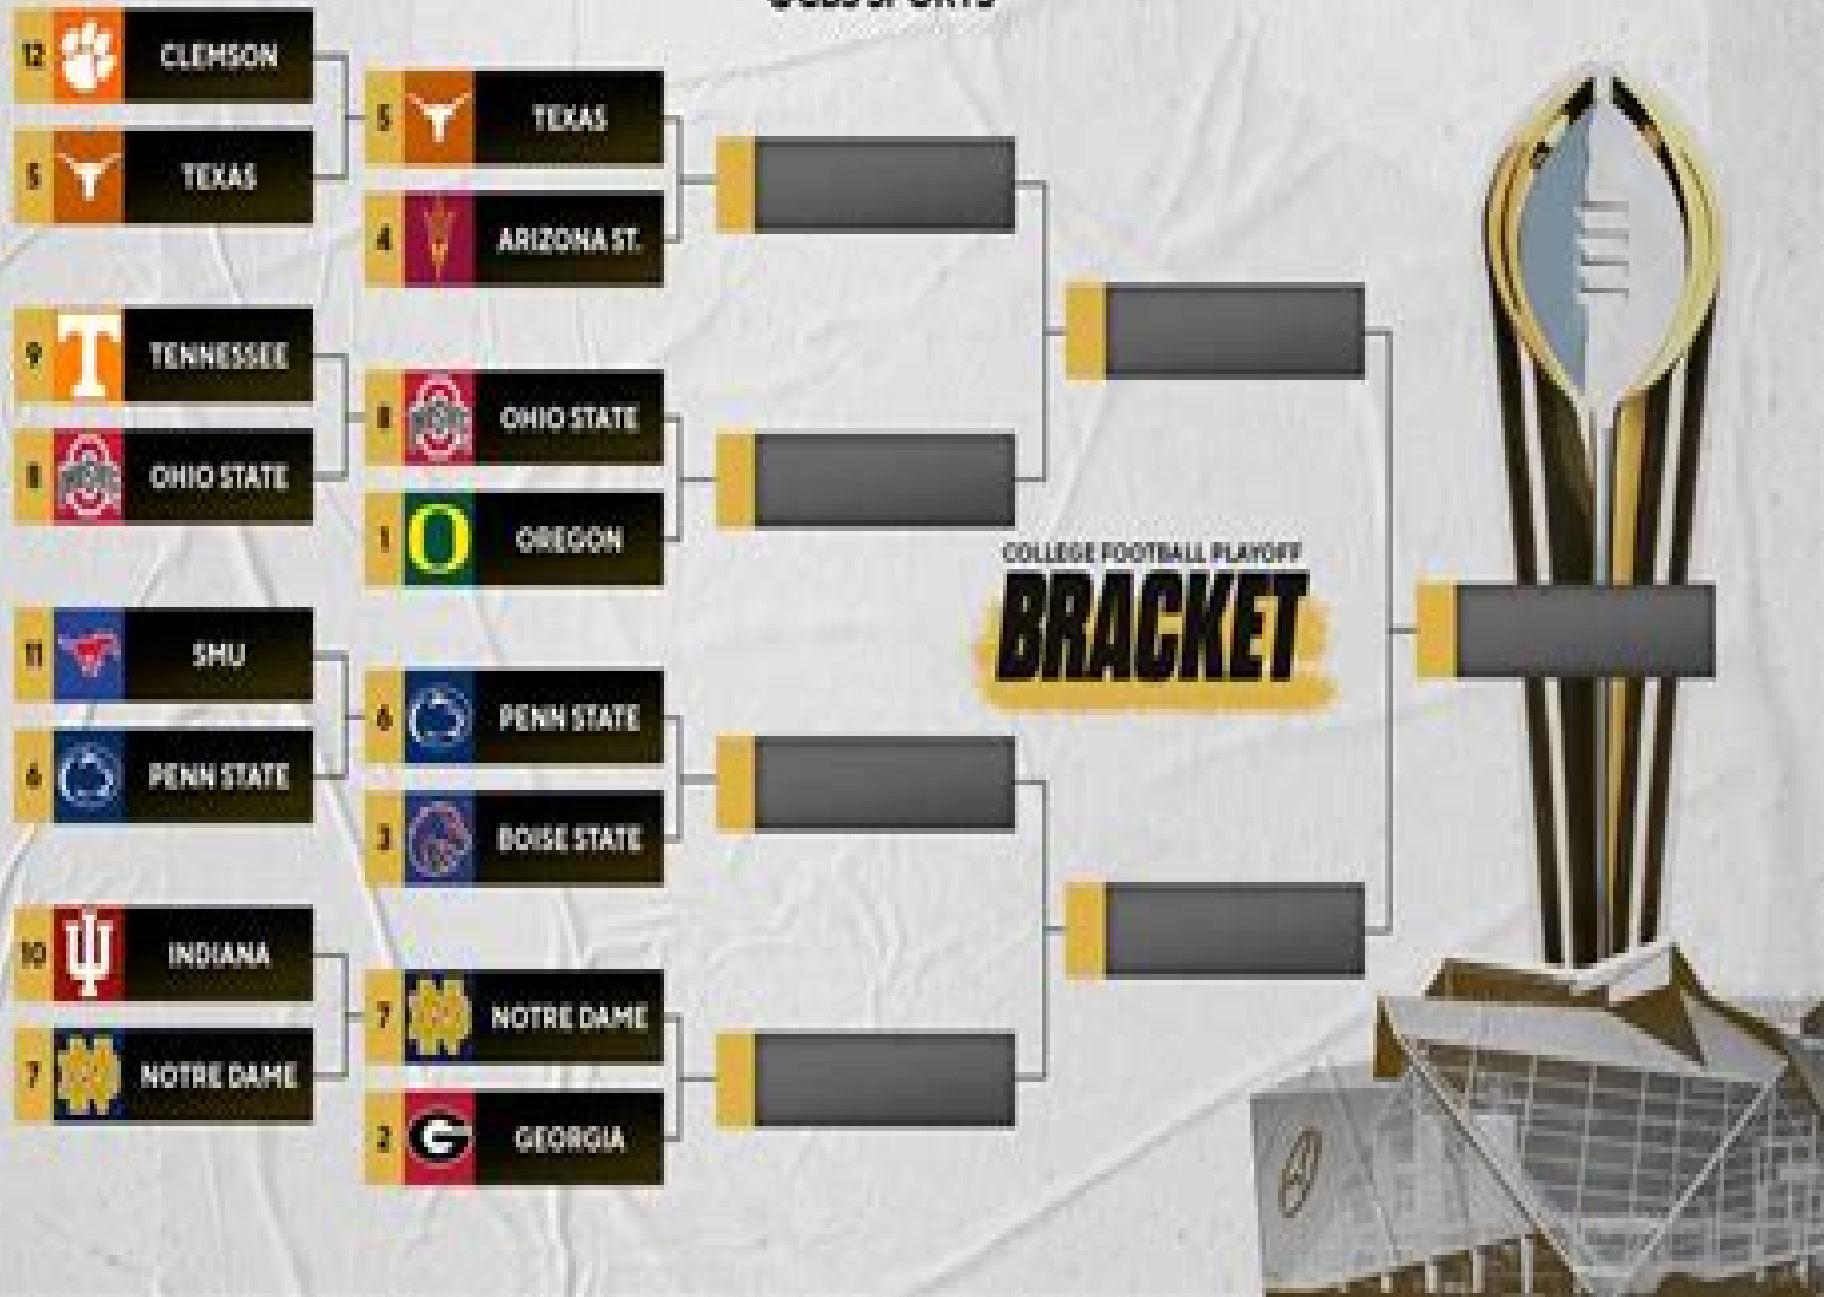 CBS SPORTS
12 CLEMSON
5 TEXAS
9 TENNESSEE
8 OHIO STATE
11 SMU
6 PENN STATE
10 INDIANA
7 NOTRE DAME
5 TEXAS
4 ARIZONA ST.
8 OHIO STATE
1 OREGON
6 PENN STATE
3 BOISE STATE
7 NOTRE DAME
2 GEORGIA
COLLEGE FOOTBALL PLAYOFF
BRACKET